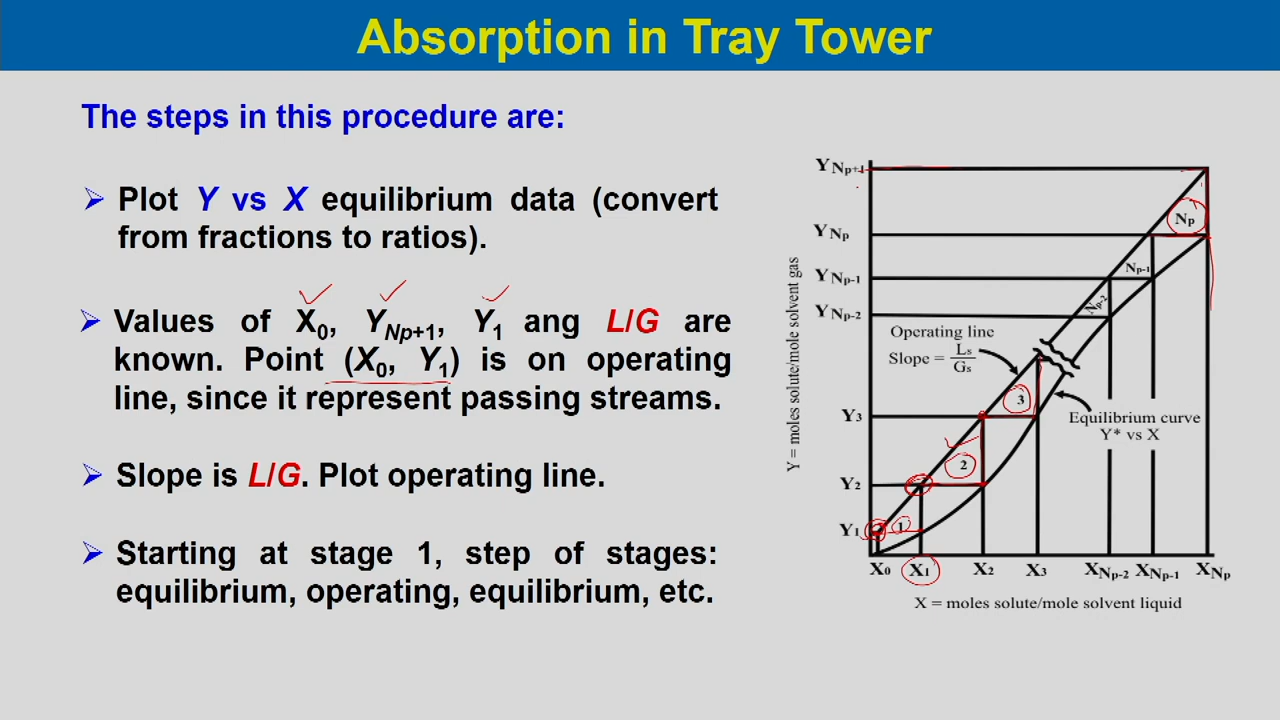 Absorption in Tray Tower
The steps in this procedure are:
➢ Plot Y vs X equilibrium data (convert
from fractions to ratios).
➢ Values of X0, YNp+1, Y1 ang L/G are
known. Point (X0, Y1) is on operating
line, since it represent passing streams.
➢ Slope is L/G. Plot operating line.
➢ Starting at stage 1, step of stages:
equilibrium, operating, equilibrium, etc.
Y = moles solute/mole solvent gas
YNp+1
YNp
YNp-1
YNp-2
Y3
Y2
Y1
Np
Np-1
Np-2
Operating line
Slope = Ls
Gs
3
Equilibrium curve
Y* vs X
2
1
X0 X1 X2 X3 XNp-2 XNp-1 XNp
X = moles solute/mole solvent liquid